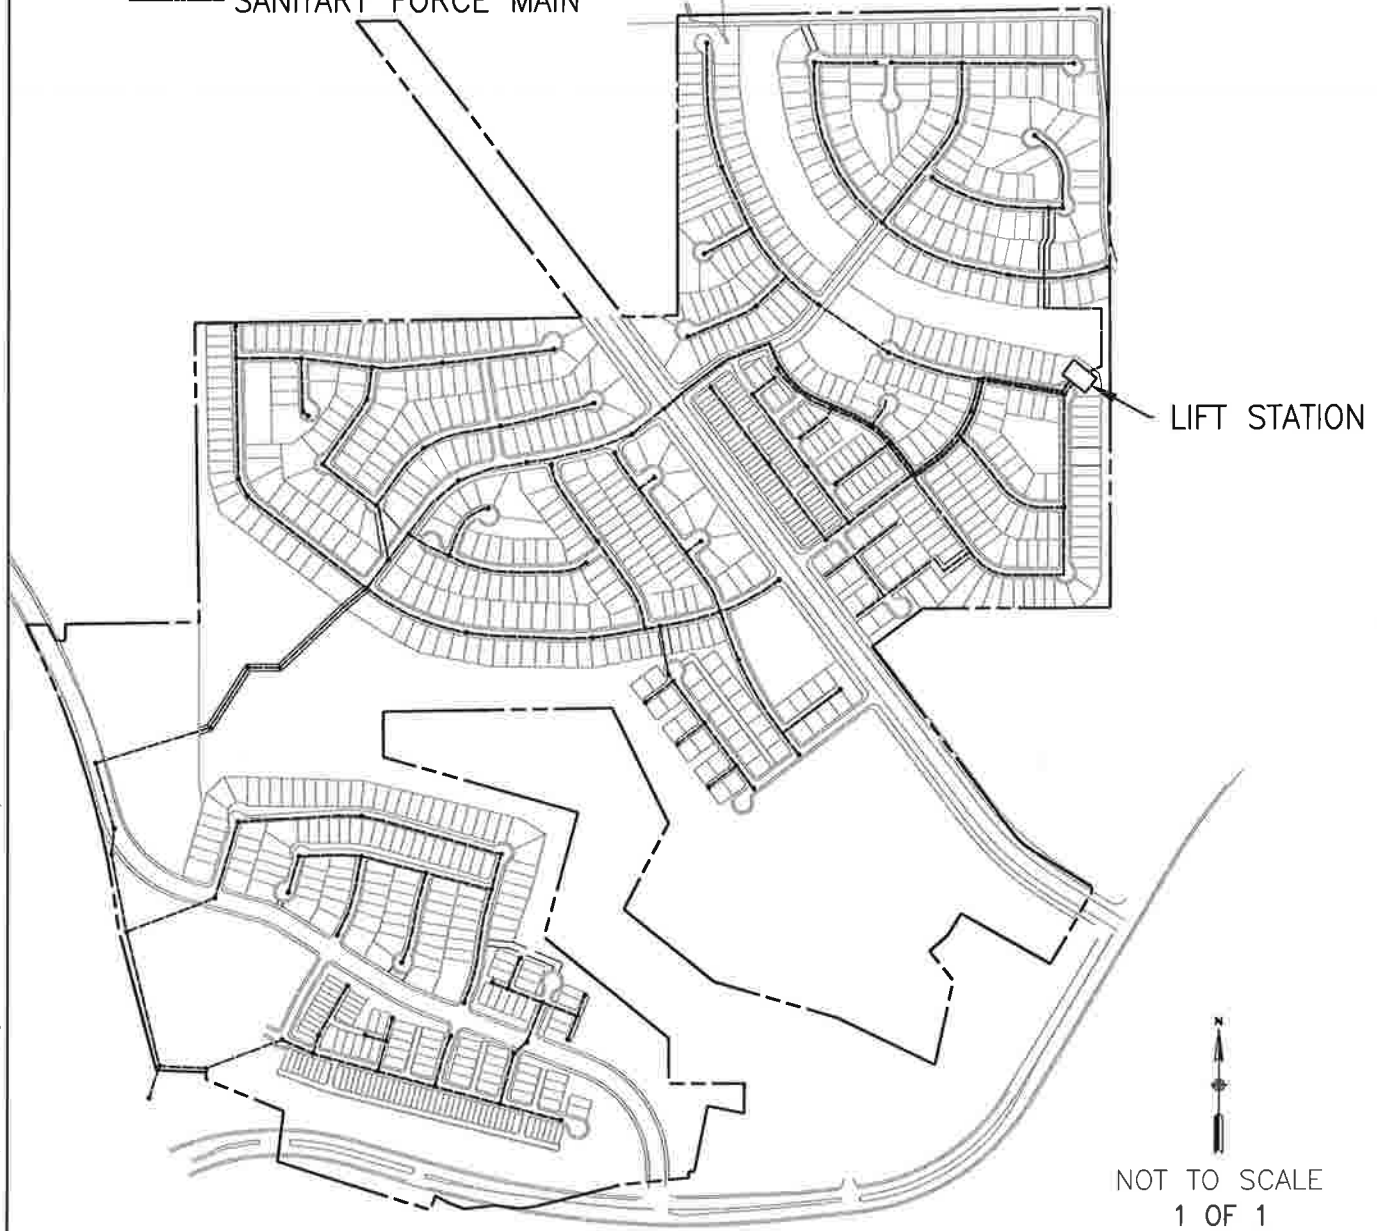 SANITARY FORCE MAIN
LIFT STATION
N
NOT TO SCALE
1 OF 1